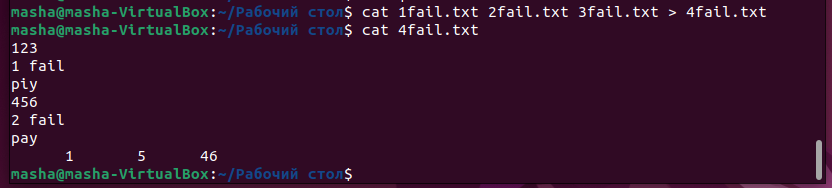 masha@masha-VirtualBox:~/Рабочий стол$ cat 1fail.txt 2fail.txt 3fail.txt > 4fail.txt
masha@masha-VirtualBox:~/Рабочий стол$ cat 4fail.txt
123
1 fail
piy
456
2 fail
pay
      1       5      46
masha@masha-VirtualBox:~/Рабочий стол$